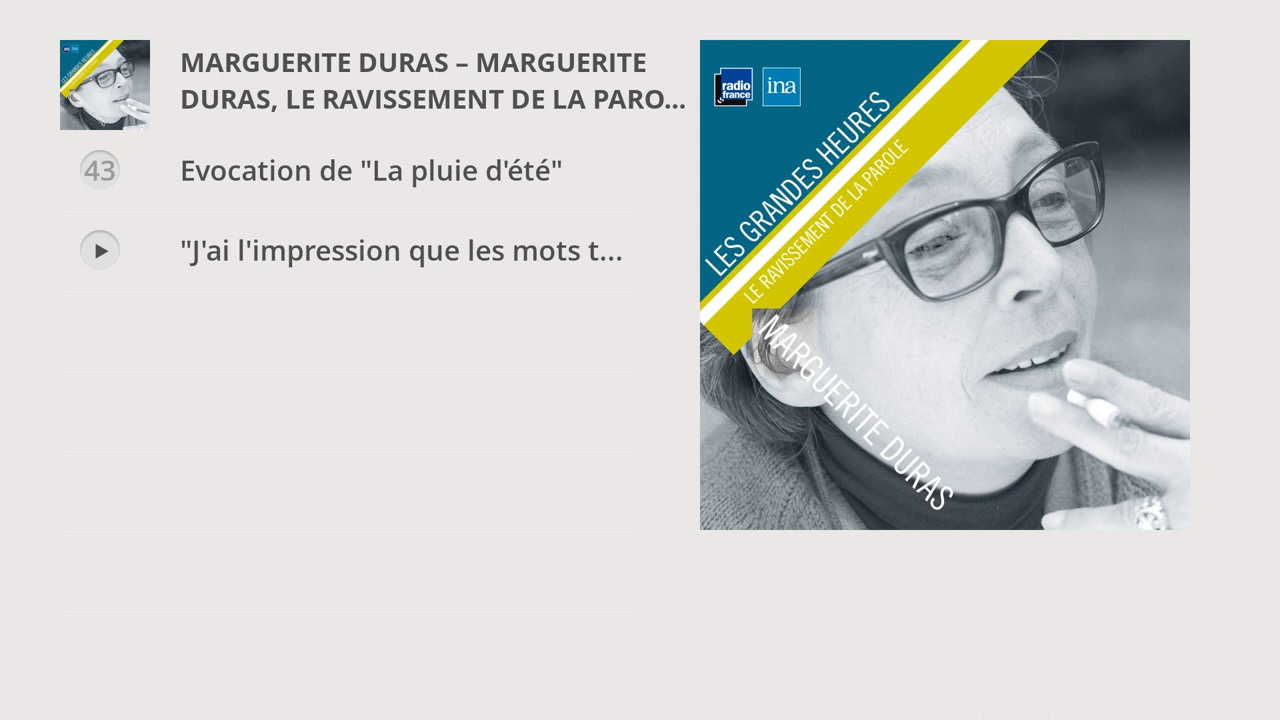 MARGUERITE DURAS – MARGUERITE
DURAS, LE RAVISSEMENT DE LA PARO...
43
Evocation de "La pluie d'été"
"J'ai l'impression que les mots t...
radio
france
ina
LES GRANDES HEURES
LE RAVISSEMENT DE LA PAROLE
MARGUERITE DURAS